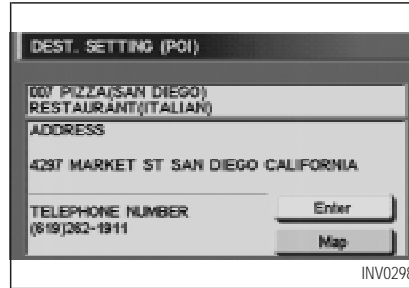 DEST. SETTING (POI)
007 PIZZA(SAN DIEGO)
RESTAURANT(ITALIAN)
ADDRESS
4297 MARKET ST SAN DIEGO CALIFORNIA
TELEPHONE NUMBER
(619)262-1911
Enter
Map
INV0298